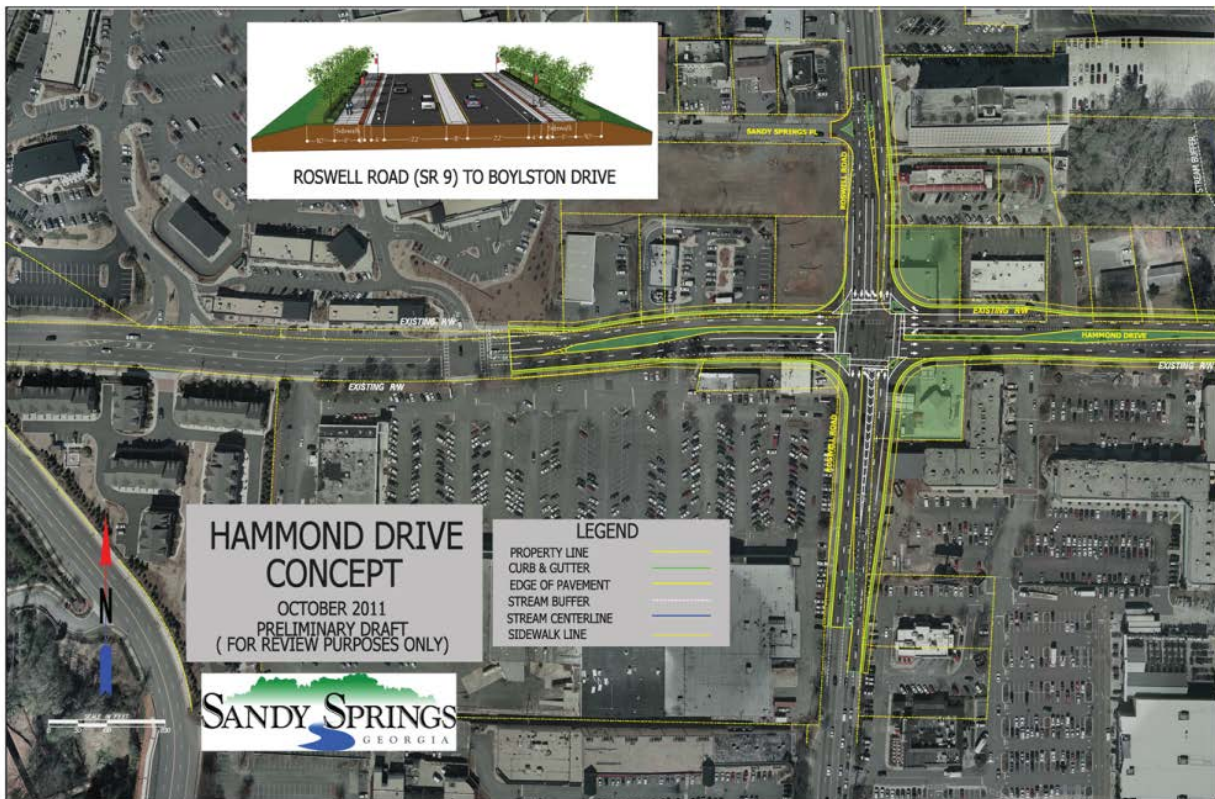 Sidewalk
Sidewalk
ROSWELL ROAD (SR 9) TO BOYLSTON DRIVE
SANDY SPRINGS PL
ROSWELL ROAD
STREAM BUFFER
EXISTING R/W
EXISTING R/W
HAMMOND DRIVE
EXISTING R/W
EXISTING R/W
ROSWELL ROAD
HAMMOND DRIVE
CONCEPT
OCTOBER 2011
PRELIMINARY DRAFT
( FOR REVIEW PURPOSES ONLY)
LEGEND
PROPERTY LINE
CURB & GUTTER
EDGE OF PAVEMENT
STREAM BUFFER
STREAM CENTERLINE
SIDEWALK LINE
N
SANDY SPRINGS
GEORGIA